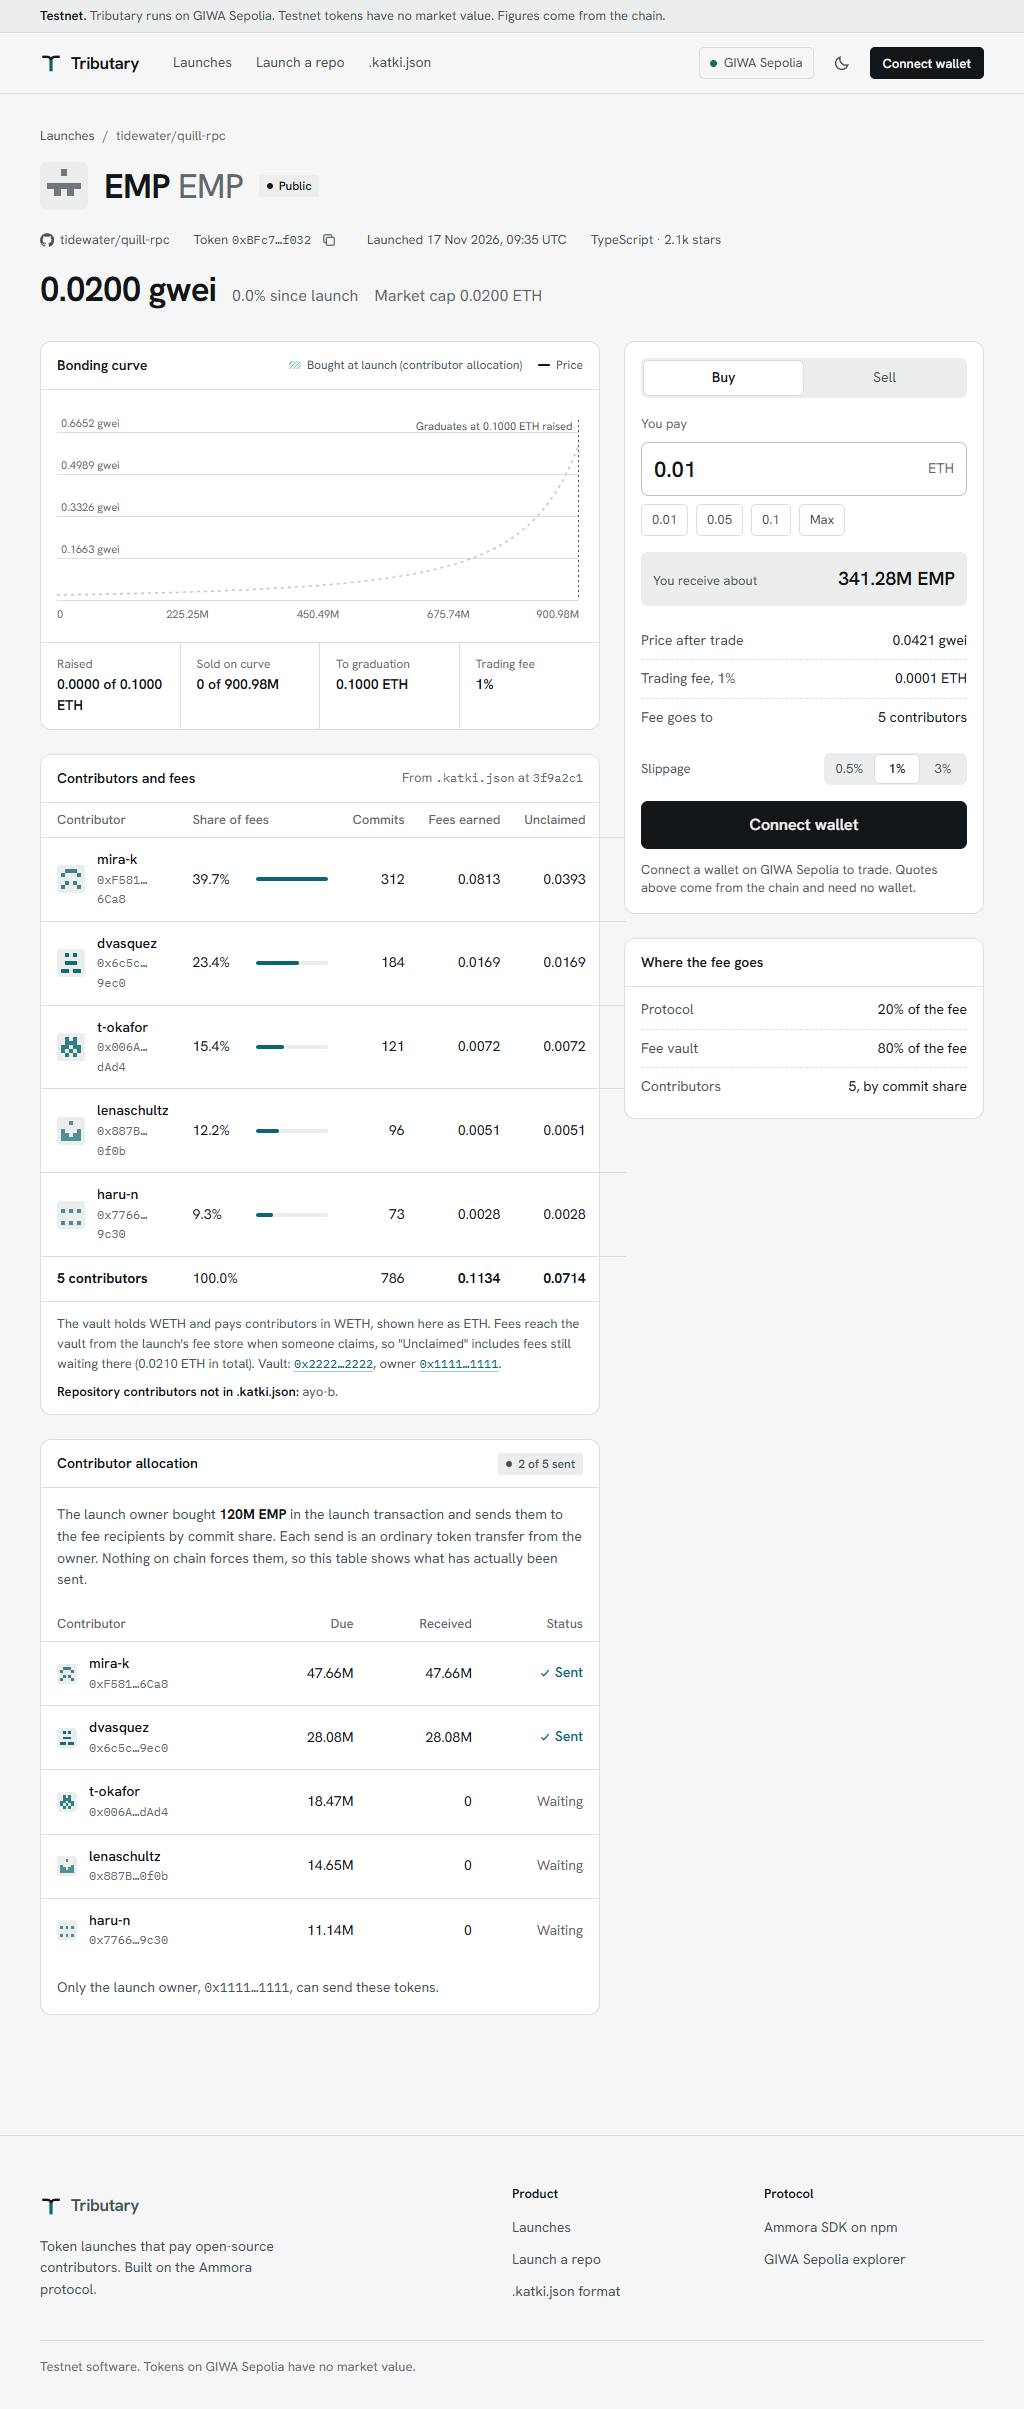 Testnet. Tributary runs on GIWA Sepolia. Testnet tokens have no market value. Figures come from the chain.
Tributary
Launches
Launch a repo
.katki.json
GIWA Sepolia
Connect wallet
Launches / tidewater/quill-rpc
EMP EMP
Public
tidewater/quill-rpc
Token 0xBFc7…f032
Launched 17 Nov 2026, 09:35 UTC
TypeScript · 2.1k stars
0.0200 gwei
0.0% since launch
Market cap 0.0200 ETH
Bonding curve
Bought at launch (contributor allocation)
Price
0.6652 gwei
Graduates at 0.1000 ETH raised
0.4989 gwei
0.3326 gwei
0.1663 gwei
0
225.25M
450.49M
675.74M
900.98M
Raised
0.0000 of 0.1000
ETH
Sold on curve
0 of 900.98M
To graduation
0.1000 ETH
Trading fee
1%
Contributors and fees
From .katki.json at 3f9a2c1
Contributor
Share of fees
Commits
Fees earned
Unclaimed
mira-k
0xF581…
6Ca8
39.7%
312
0.0813
0.0393
dvasquez
0x6c5c…
9ec0
23.4%
184
0.0169
0.0169
t-okafor
0x006A…
dAd4
15.4%
121
0.0072
0.0072
lenaschultz
0x887B…
0f0b
12.2%
96
0.0051
0.0051
haru-n
0x7766…
9c30
9.3%
73
0.0028
0.0028
5 contributors
100.0%
786
0.1134
0.0714
The vault holds WETH and pays contributors in WETH, shown here as ETH. Fees reach the
vault from the launch's fee store when someone claims, so "Unclaimed" includes fees still
waiting there (0.0210 ETH in total). Vault: 0x2222…2222, owner 0x1111…1111.
Repository contributors not in .katki.json: ayo-b.
Contributor allocation
2 of 5 sent
The launch owner bought 120M EMP in the launch transaction and sends them to
the fee recipients by commit share. Each send is an ordinary token transfer from the
owner. Nothing on chain forces them, so this table shows what has actually been
sent.
Contributor
Due
Received
Status
mira-k
0xF581…6Ca8
47.66M
47.66M
Sent
dvasquez
0x6c5c…9ec0
28.08M
28.08M
Sent
t-okafor
0x006A…dAd4
18.47M
0
Waiting
lenaschultz
0x887B…0f0b
14.65M
0
Waiting
haru-n
0x7766…9c30
11.14M
0
Waiting
Only the launch owner, 0x1111…1111, can send these tokens.
Buy
Sell
You pay
0.01
ETH
0.01
0.05
0.1
Max
You receive about
341.28M EMP
Price after trade
0.0421 gwei
Trading fee, 1%
0.0001 ETH
Fee goes to
5 contributors
Slippage
0.5%
1%
3%
Connect wallet
Connect a wallet on GIWA Sepolia to trade. Quotes
above come from the chain and need no wallet.
Where the fee goes
Protocol
20% of the fee
Fee vault
80% of the fee
Contributors
5, by commit share
Tributary
Token launches that pay open-source
contributors. Built on the Ammora
protocol.
Product
Launches
Launch a repo
.katki.json format
Protocol
Ammora SDK on npm
GIWA Sepolia explorer
Testnet software. Tokens on GIWA Sepolia have no market value.